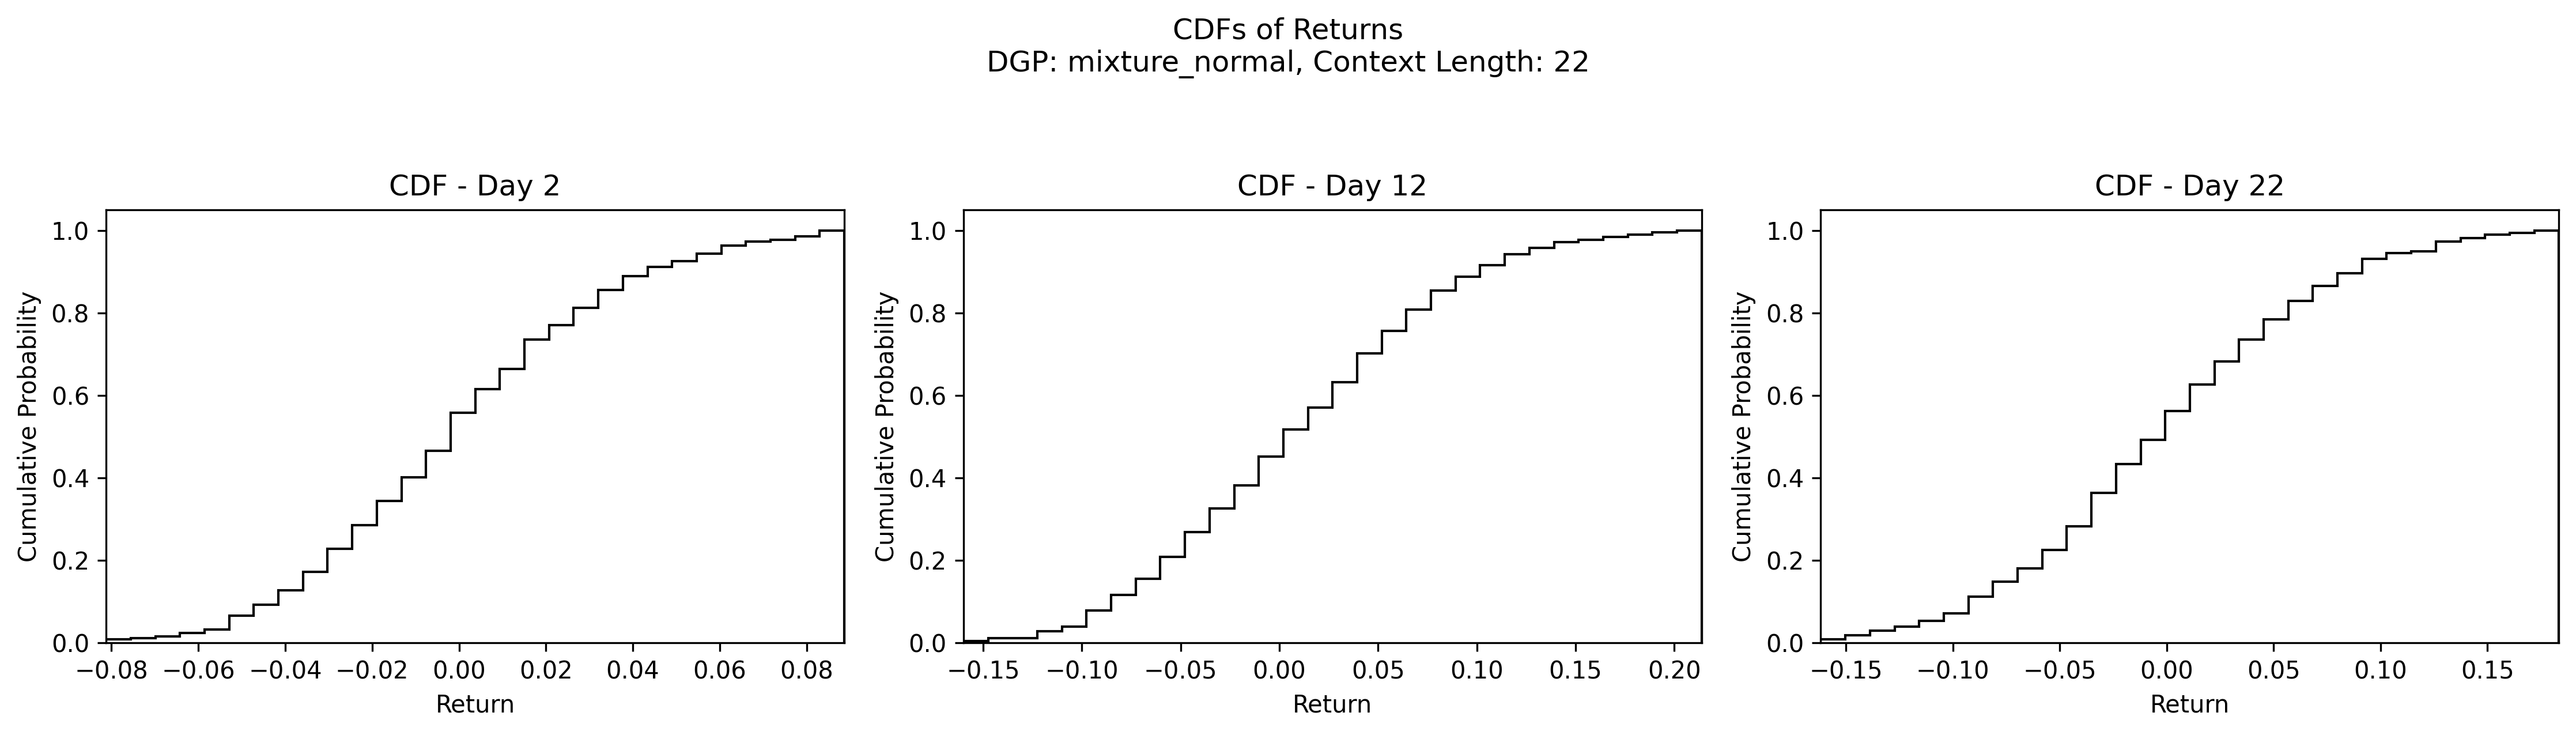 CDFs of Returns
DGP: mixture_normal, Context Length: 22
CDF - Day 2
1.0
0.8
0.6
0.4
0.2
0.0
Cumulative Probability
−0.08 −0.06 −0.04 −0.02 0.00 0.02 0.04 0.06 0.08
Return
CDF - Day 12
1.0
0.8
0.6
0.4
0.2
0.0
Cumulative Probability
−0.15 −0.10 −0.05 0.00 0.05 0.10 0.15 0.20
Return
CDF - Day 22
1.0
0.8
0.6
0.4
0.2
0.0
Cumulative Probability
−0.15 −0.10 −0.05 0.00 0.05 0.10 0.15
Return